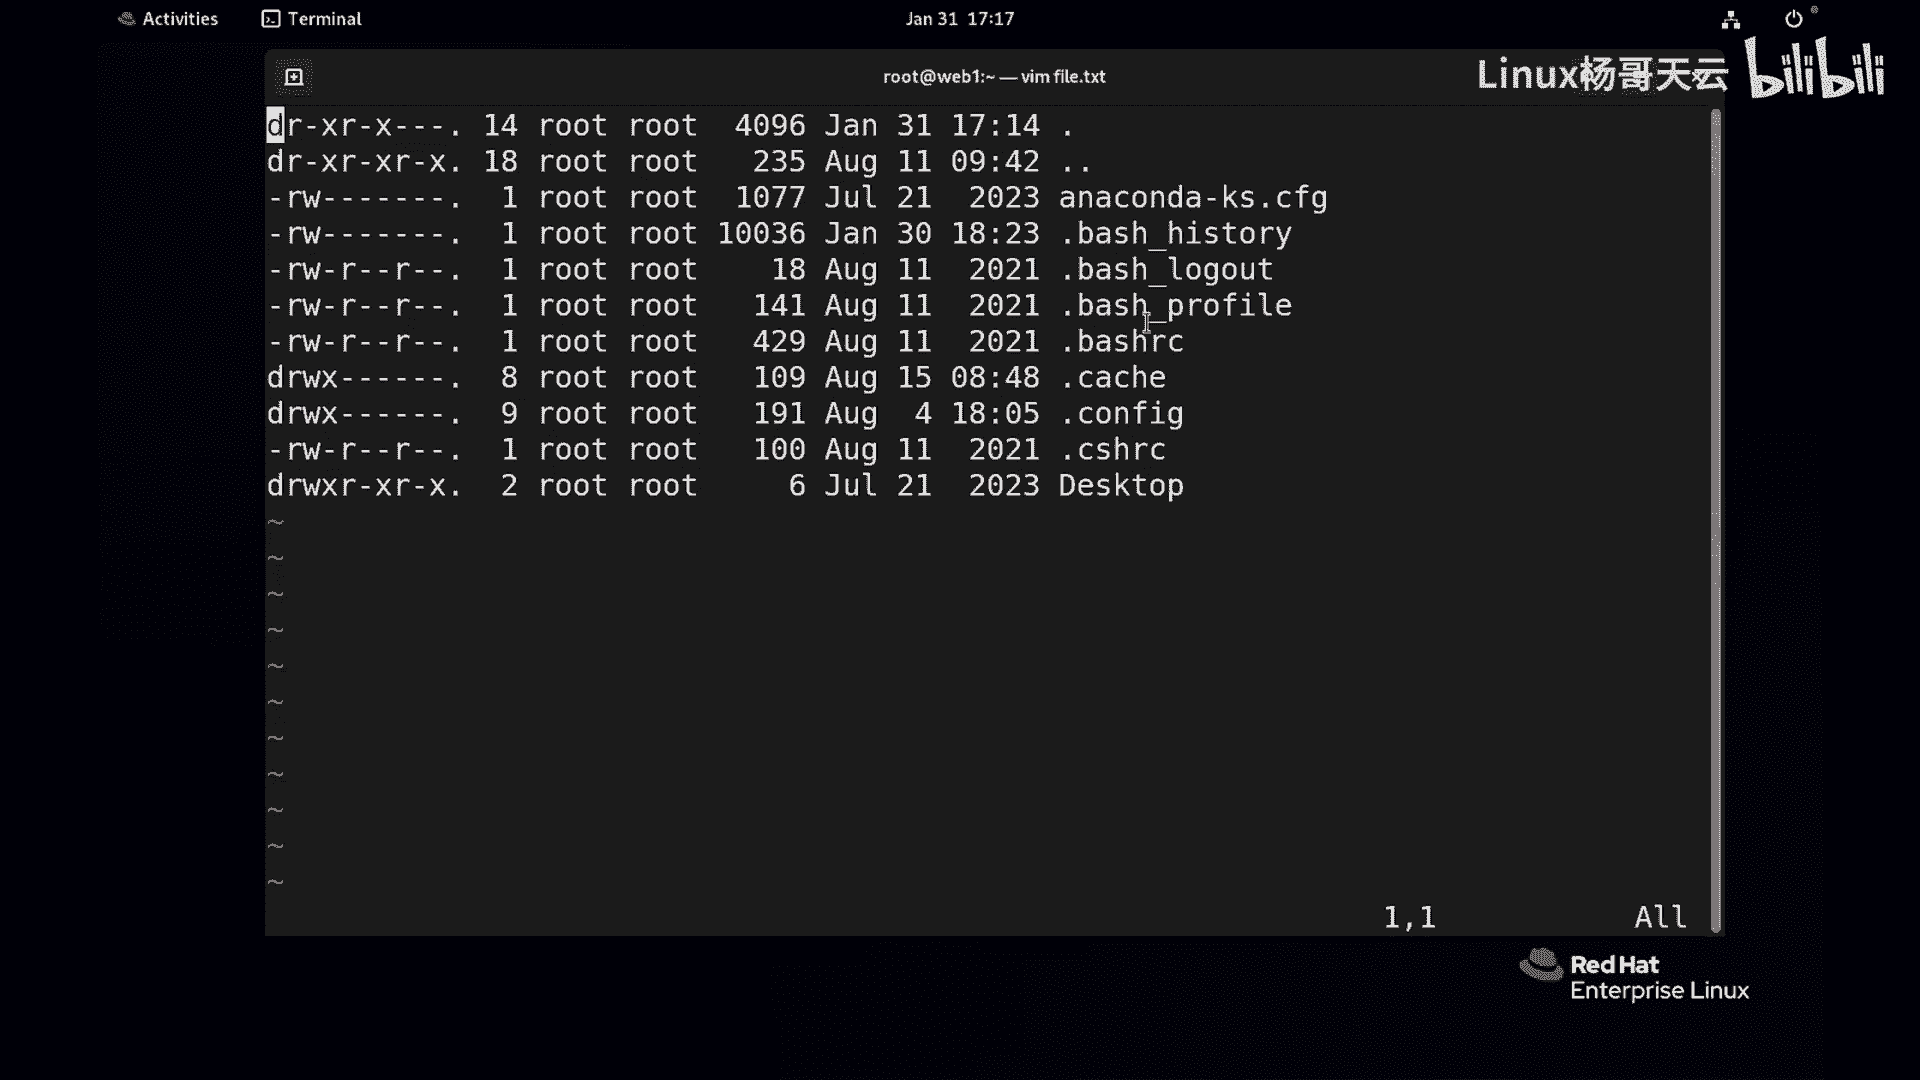 Activities Terminal Jan 31 17:17
root@web1:~ — vim file.txt
Linux杨哥天云 bilibili
dr-xr-x---. 14 root root  4096 Jan 31 17:14 .
dr-xr-xr-x. 18 root root   235 Aug 11 09:42 ..
-rw-------.  1 root root  1077 Jul 21  2023 anaconda-ks.cfg
-rw-------.  1 root root 10036 Jan 30 18:23 .bash_history
-rw-r--r--.  1 root root    18 Aug 11  2021 .bash_logout
-rw-r--r--.  1 root root   141 Aug 11  2021 .bash_profile
-rw-r--r--.  1 root root   429 Aug 11  2021 .bashrc
drwx------.  8 root root   109 Aug 15 08:48 .cache
drwx------.  9 root root   191 Aug  4 18:05 .config
-rw-r--r--.  1 root root   100 Aug 11  2021 .cshrc
drwxr-xr-x.  2 root root     6 Jul 21  2023 Desktop
~
~
~
~
~
~
~
~
~
~
~
1,1 All
Red Hat
Enterprise Linux